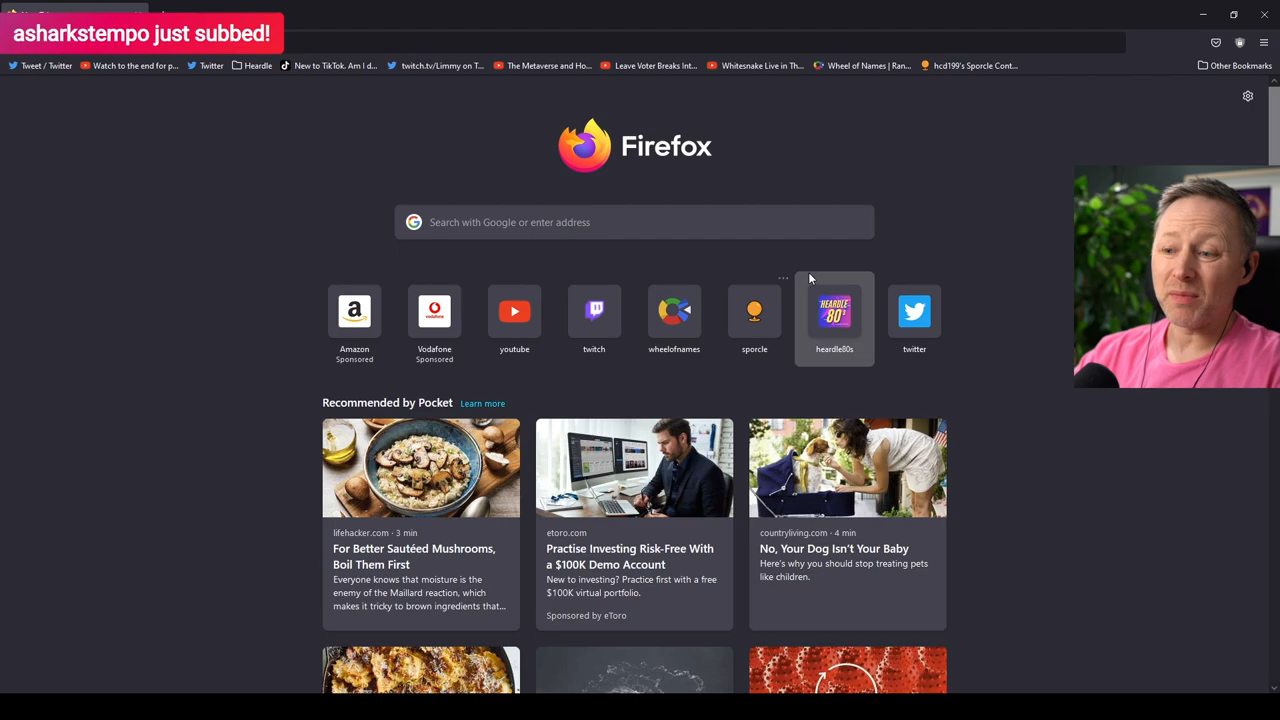 asharkstempo just subbed!
Tweet / Twitter
Watch to the end for p...
Twitter
Heardle
New to TikTok. Am I d...
twitch.tv/Limmy on T...
The Metaverse and Ho...
Leave Voter Breaks Int...
Whitesnake Live in Th...
Wheel of Names | Ran...
hcd199's Sporcle Cont...
Other Bookmarks
Firefox
Search with Google or enter address
HEARDLE
80's
Amazon
Sponsored
Vodafone
Sponsored
youtube
twitch
wheelofnames
sporcle
heardle80s
twitter
Recommended by Pocket Learn more
lifehacker.com · 3 min
For Better Sautéed Mushrooms,
Boil Them First
Everyone knows that moisture is the
enemy of the Maillard reaction, which
makes it tricky to brown ingredients that...
etoro.com
Practise Investing Risk-Free With
a $100K Demo Account
New to investing? Practice first with a free
$100K virtual portfolio.
Sponsored by eToro
countryliving.com · 4 min
No, Your Dog Isn't Your Baby
Here's why you should stop treating pets
like children.